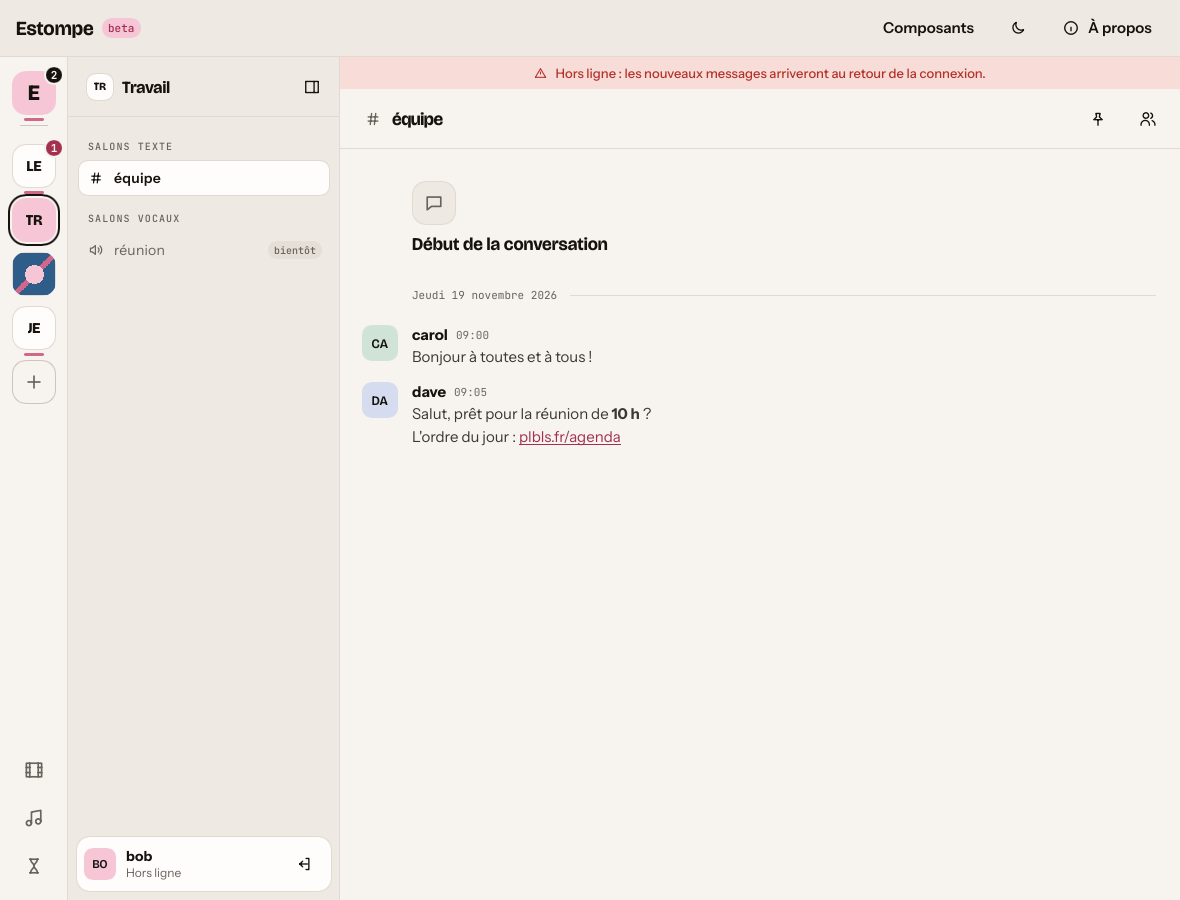 Estompe beta
Composants
À propos
E 2
LE 1
TR
JE
TR Travail
SALONS TEXTE
# équipe
SALONS VOCAUX
réunion bientôt
BO bob
Hors ligne
Hors ligne : les nouveaux messages arriveront au retour de la connexion.
# équipe
Début de la conversation
Jeudi 19 novembre 2026
CA carol 09:00
Bonjour à toutes et à tous !
DA dave 09:05
Salut, prêt pour la réunion de 10 h ?
L'ordre du jour : plbls.fr/agenda